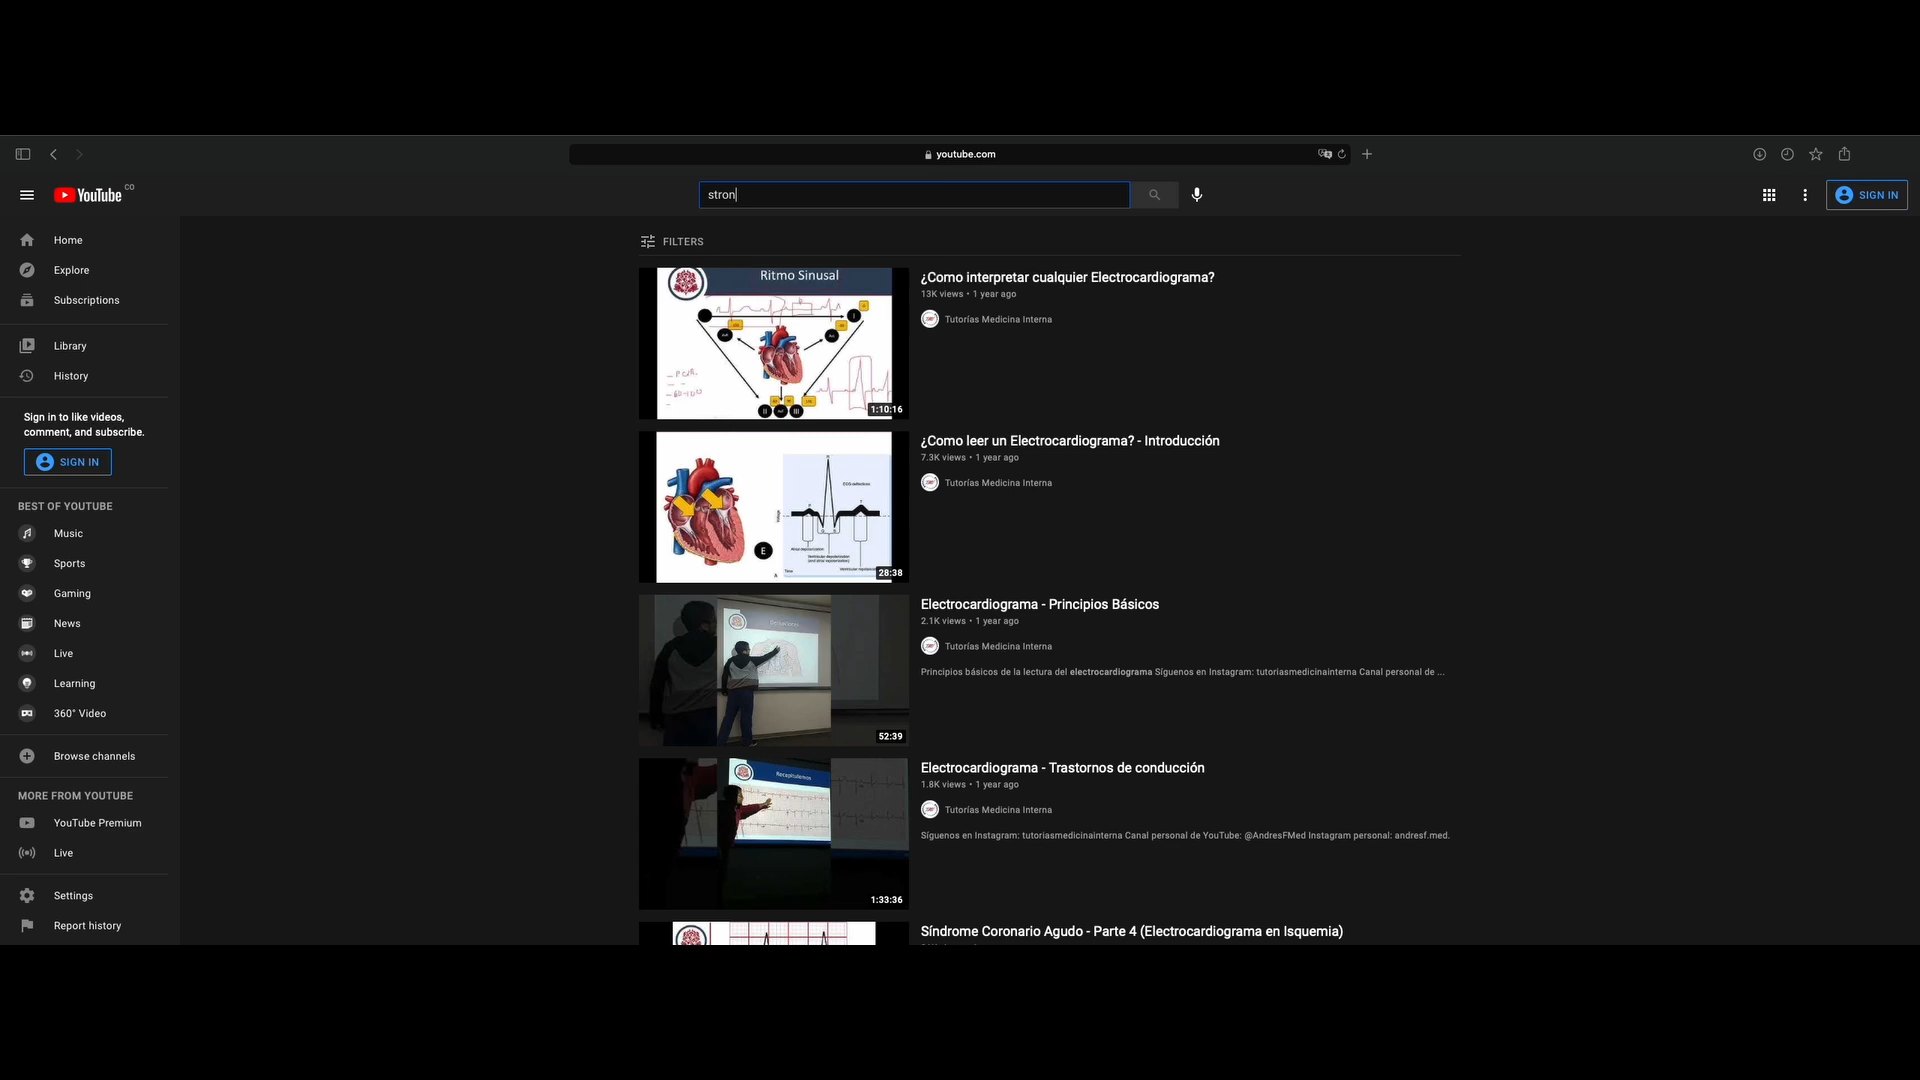 youtube.com
YouTube CO
stron
SIGN IN
Home
Explore
Subscriptions
Library
History
Sign in to like videos,
comment, and subscribe.
SIGN IN
BEST OF YOUTUBE
Music
Sports
Gaming
News
Live
Learning
360° Video
Browse channels
MORE FROM YOUTUBE
YouTube Premium
Live
Settings
Report history
FILTERS
Ritmo Sinusal
1:10:16
¿Como interpretar cualquier Electrocardiograma?
13K views • 1 year ago
Tutorías Medicina Interna
E
28:38
¿Como leer un Electrocardiograma? - Introducción
7.3K views • 1 year ago
Tutorías Medicina Interna
52:39
Electrocardiograma - Principios Básicos
2.1K views • 1 year ago
Tutorías Medicina Interna
Principios básicos de la lectura del electrocardiograma Síguenos en Instagram: tutoriasmedicinainterna Canal personal de ...
Recapitulemos
1:33:36
Electrocardiograma - Trastornos de conducción
1.8K views • 1 year ago
Tutorías Medicina Interna
Síguenos en Instagram: tutoriasmedicinainterna Canal personal de YouTube: @AndresFMed Instagram personal: andresf.med.
Síndrome Coronario Agudo - Parte 4 (Electrocardiograma en Isquemia)